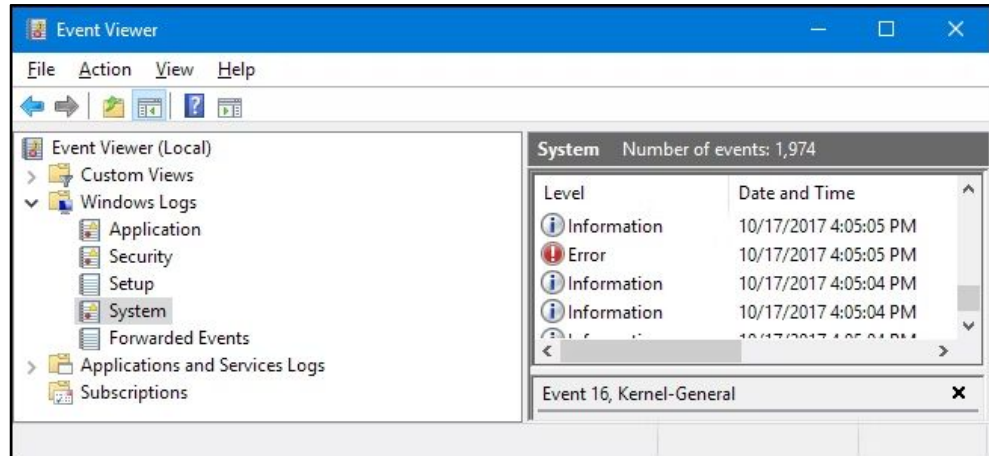 Event Viewer
File Action View Help
Event Viewer (Local)
Custom Views
Windows Logs
Application
Security
Setup
System
Forwarded Events
Applications and Services Logs
Subscriptions
System Number of events: 1,974
Level Date and Time
Information 10/17/2017 4:05:05 PM
Error 10/17/2017 4:05:05 PM
Information 10/17/2017 4:05:04 PM
Information 10/17/2017 4:05:04 PM
Event 16, Kernel-General